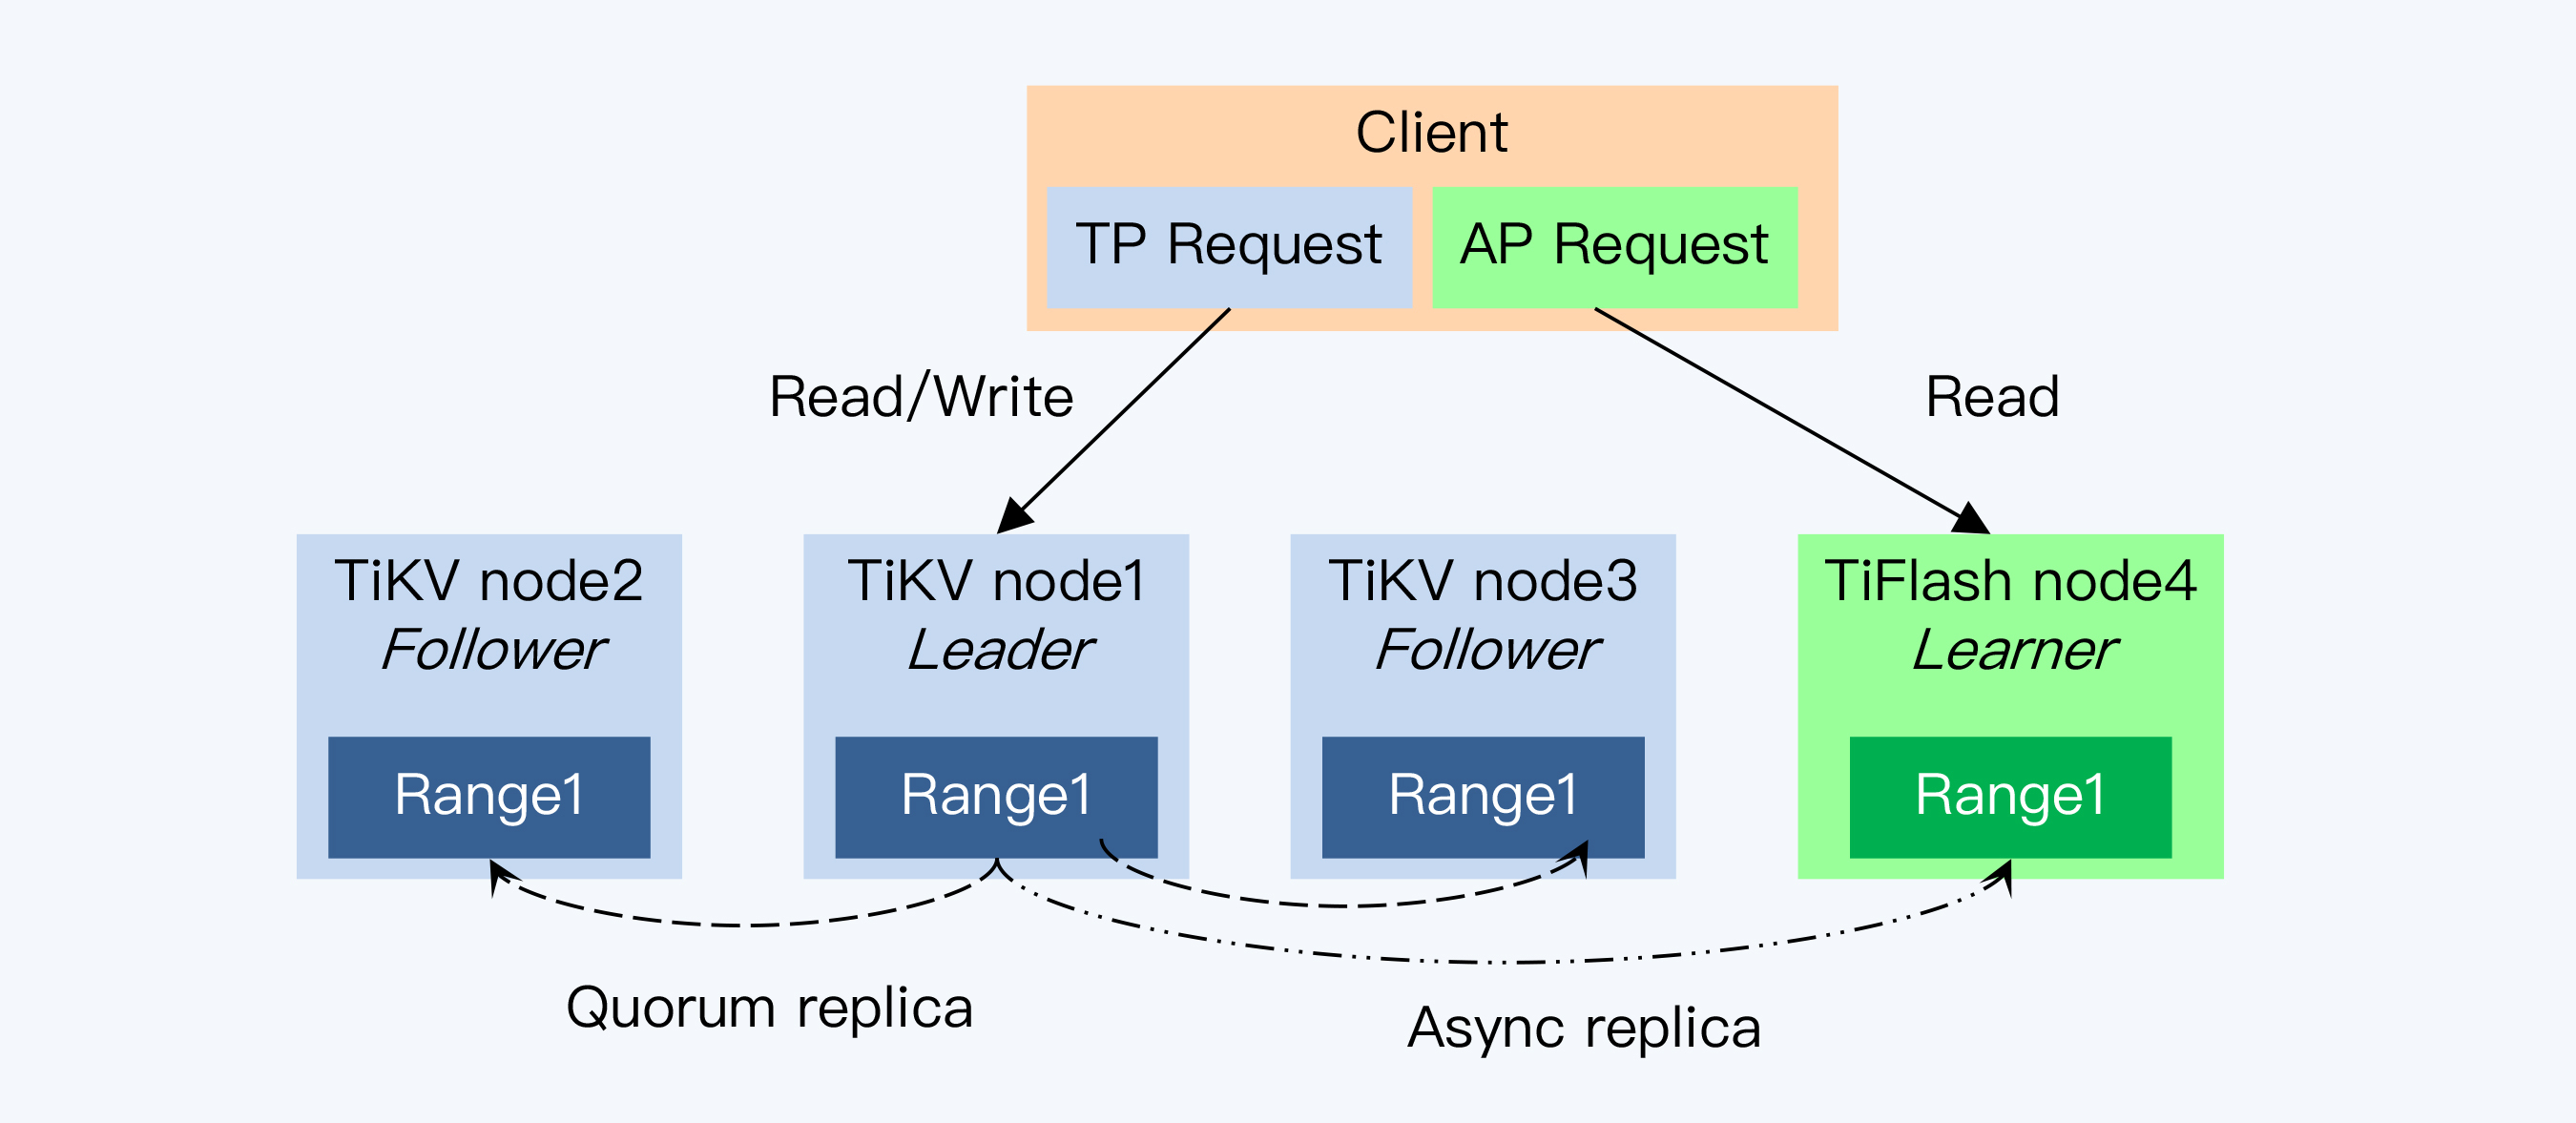 Client
TP Request
AP Request
Read/Write
Read
TiKV node2
Follower
Range1
TiKV node1
Leader
Range1
TiKV node3
Follower
Range1
TiFlash node4
Learner
Range1
Quorum replica
Async replica